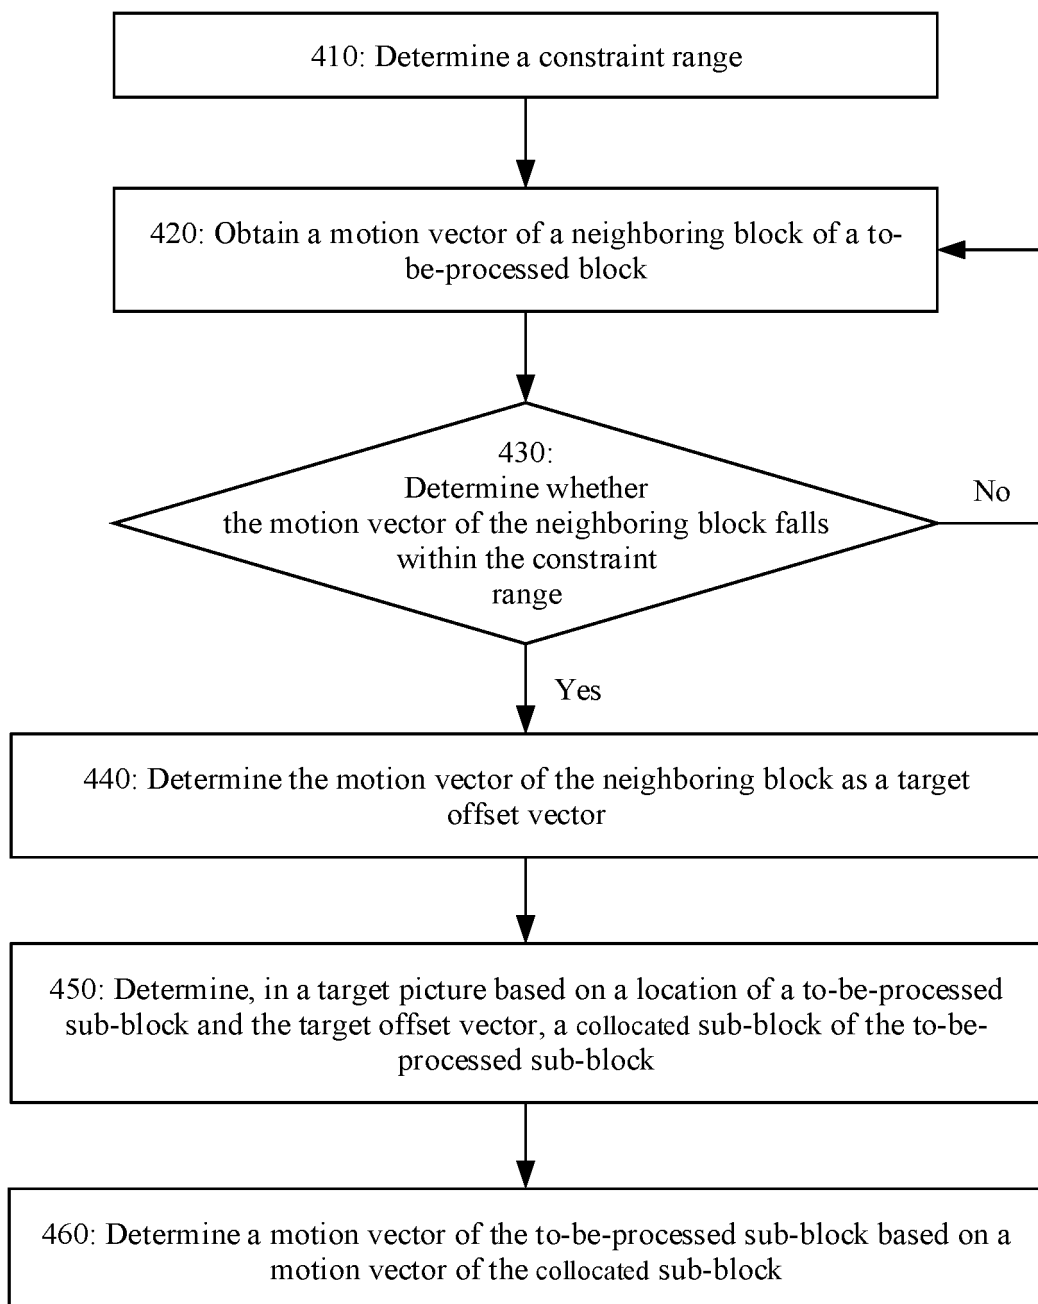 410: Determine a constraint range
420: Obtain a motion vector of a neighboring block of a to-
be-processed block
430:
Determine whether
the motion vector of the neighboring block falls
within the constraint
range
No
Yes
440: Determine the motion vector of the neighboring block as a target
offset vector
450: Determine, in a target picture based on a location of a to-be-processed
sub-block and the target offset vector, a collocated sub-block of the to-be-
processed sub-block
460: Determine a motion vector of the to-be-processed sub-block based on a
motion vector of the collocated sub-block